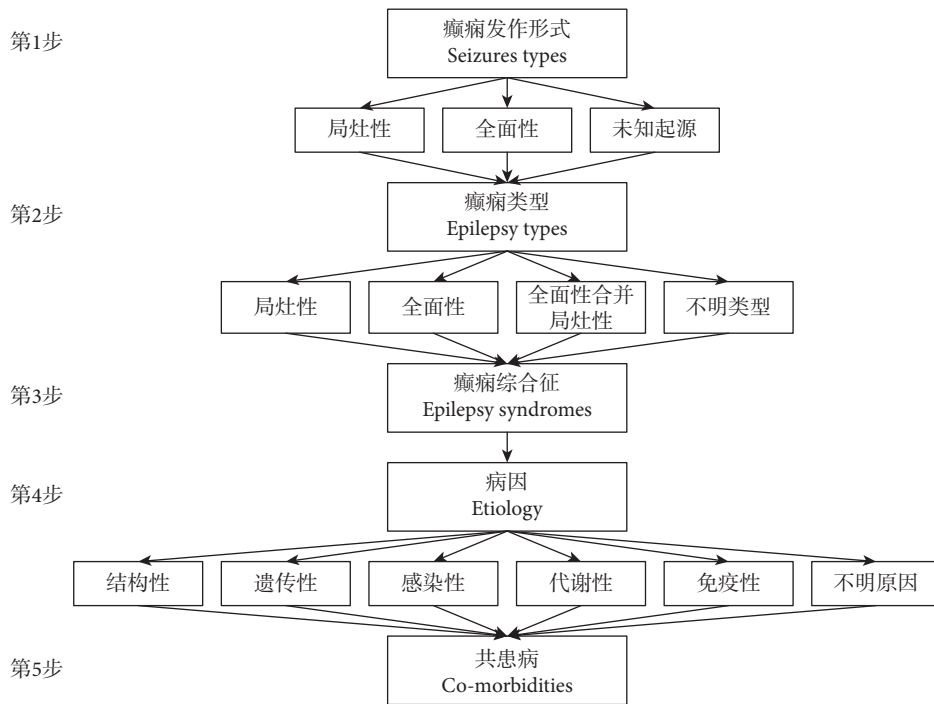 第1步
癫痫发作形式
Seizures types
局灶性
全面性
未知起源
第2步
癫痫类型
Epilepsy types
局灶性
全面性
全面性合并
局灶性
不明类型
第3步
癫痫综合征
Epilepsy syndromes
第4步
病因
Etiology
结构性
遗传性
感染性
代谢性
免疫性
不明原因
第5步
共患病
Co-morbidities